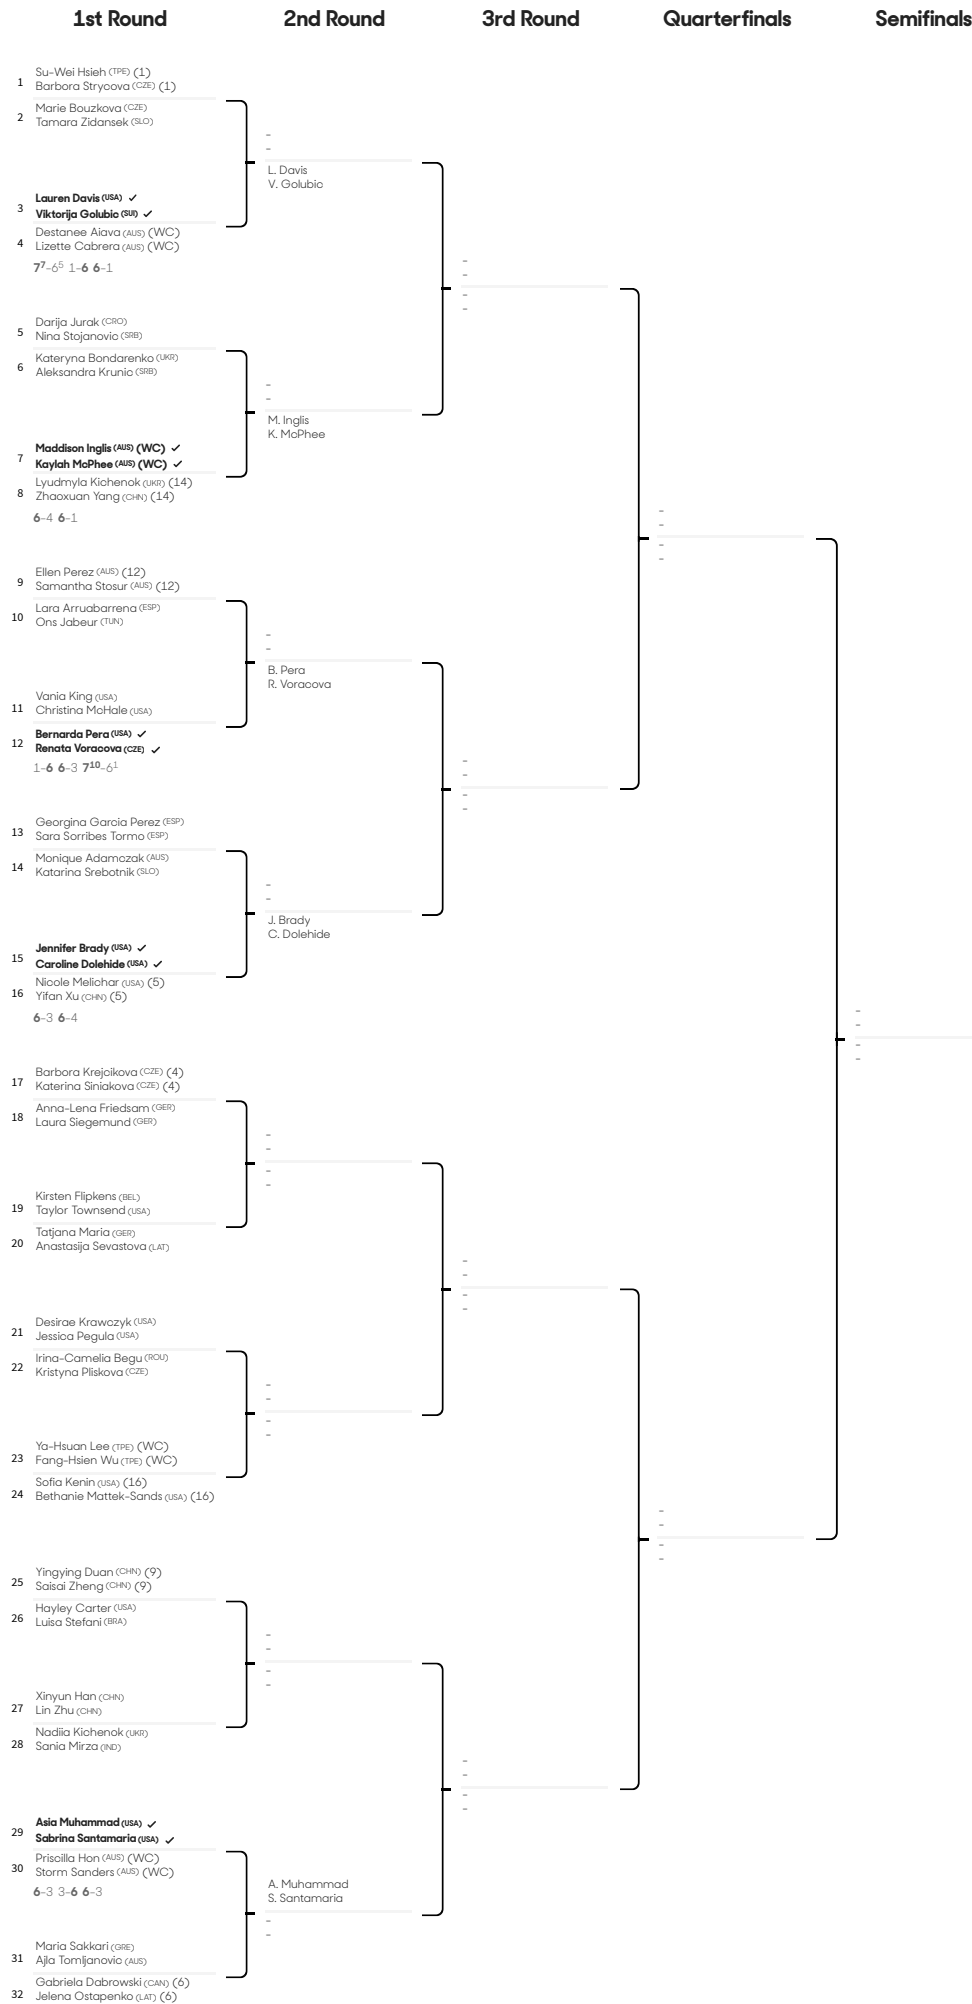 1st Round
2nd Round
3rd Round
Quarterfinals
Semifinals
1
Su-Wei Hsieh (TPE) (1)
Barbora Strycova (CZE) (1)
2
Marie Bouzkova (CZE)
Tamara Zidansek (SLO)
-
-
L. Davis
V. Golubic
3
Lauren Davis (USA) ✓
Viktorija Golubic (SUI) ✓
4
Destanee Aiava (AUS) (WC)
Lizette Cabrera (AUS) (WC)
7⁷-6⁵ 1-6 6-1
-
-
-
-
5
Darija Jurak (CRO)
Nina Stojanovic (SRB)
6
Kateryna Bondarenko (UKR)
Aleksandra Krunic (SRB)
-
-
M. Inglis
K. McPhee
7
Maddison Inglis (AUS) (WC) ✓
Kaylah McPhee (AUS) (WC) ✓
8
Lyudmyla Kichenok (UKR) (14)
Zhaoxuan Yang (CHN) (14)
6-4 6-1
-
-
-
-
9
Ellen Perez (AUS) (12)
Samantha Stosur (AUS) (12)
10
Lara Arruabarrena (ESP)
Ons Jabeur (TUN)
-
-
B. Pera
R. Voracova
11
Vania King (USA)
Christina McHale (USA)
12
Bernarda Pera (USA) ✓
Renata Voracova (CZE) ✓
1-6 6-3 7¹⁰-6¹
-
-
-
-
13
Georgina Garcia Perez (ESP)
Sara Sorribes Tormo (ESP)
14
Monique Adamczak (AUS)
Katarina Srebotnik (SLO)
-
-
J. Brady
C. Dolehide
15
Jennifer Brady (USA) ✓
Caroline Dolehide (USA) ✓
16
Nicole Melichar (USA) (5)
Yifan Xu (CHN) (5)
6-3 6-4
-
-
-
-
17
Barbora Krejcikova (CZE) (4)
Katerina Siniakova (CZE) (4)
18
Anna-Lena Friedsam (GER)
Laura Siegemund (GER)
-
-
-
-
19
Kirsten Flipkens (BEL)
Taylor Townsend (USA)
20
Tatjana Maria (GER)
Anastasija Sevastova (LAT)
-
-
-
-
21
Desirae Krawczyk (USA)
Jessica Pegula (USA)
22
Irina-Camelia Begu (ROU)
Kristyna Pliskova (CZE)
-
-
-
-
23
Ya-Hsuan Lee (TPE) (WC)
Fang-Hsien Wu (TPE) (WC)
24
Sofia Kenin (USA) (16)
Bethanie Mattek-Sands (USA) (16)
-
-
-
-
25
Yingying Duan (CHN) (9)
Saisai Zheng (CHN) (9)
26
Hayley Carter (USA)
Luisa Stefani (BRA)
-
-
-
-
27
Xinyun Han (CHN)
Lin Zhu (CHN)
28
Nadiia Kichenok (UKR)
Sania Mirza (IND)
-
-
-
-
29
Asia Muhammad (USA) ✓
Sabrina Santamaria (USA) ✓
30
Priscilla Hon (AUS) (WC)
Storm Sanders (AUS) (WC)
6-3 3-6 6-3
A. Muhammad
S. Santamaria
-
-
31
Maria Sakkari (GRE)
Ajla Tomljanovic (AUS)
32
Gabriela Dabrowski (CAN) (6)
Jelena Ostapenko (LAT) (6)